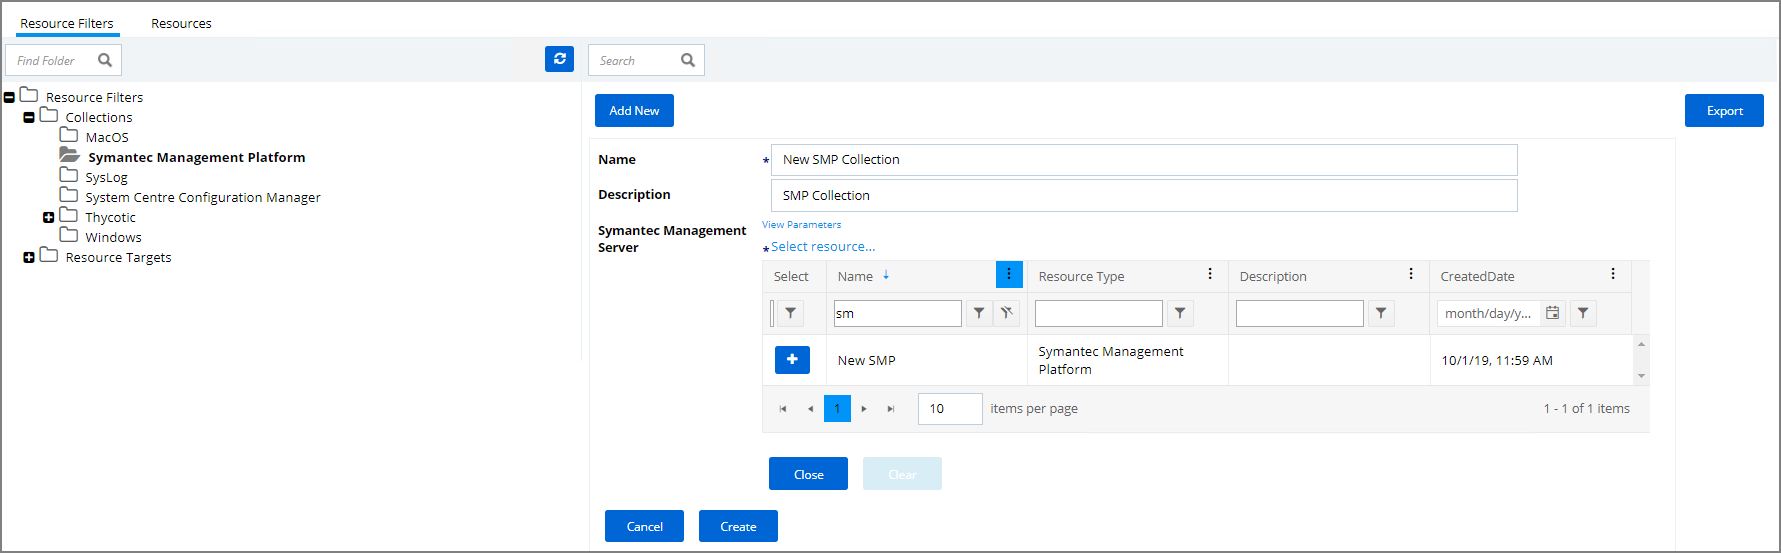 Resource Filters
Resources
Find Folder
Search
Resource Filters
Collections
MacOS
Symantec Management Platform
SysLog
System Centre Configuration Manager
Thycotic
Windows
Resource Targets
Add New
Export
Name
* New SMP Collection
Description
SMP Collection
Symantec Management
Server
View Parameters
* Select resource...
Select
Name
Resource Type
Description
CreatedDate
sm
month/day/y...
New SMP
Symantec Management
Platform
10/1/19, 11:59 AM
1
10
items per page
1 - 1 of 1 items
Close
Clear
Cancel
Create